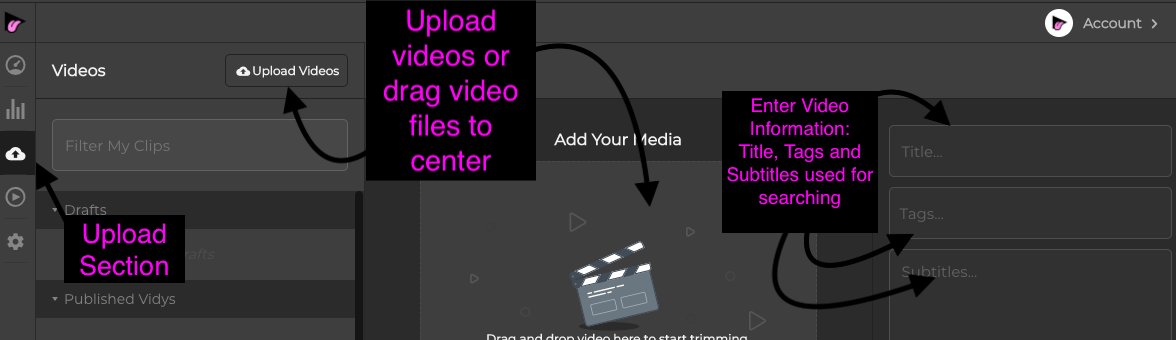 Account
Videos
Upload Videos
Filter My Clips
Drafts
rafts
Published Vidys
Upload
Section
Upload
videos or
drag video
files to
center
Add Your Media
Drag and drop video here to start trimming
Enter Video
Information:
Title, Tags and
Subtitles used for
searching
Title...
Tags...
Subtitles...